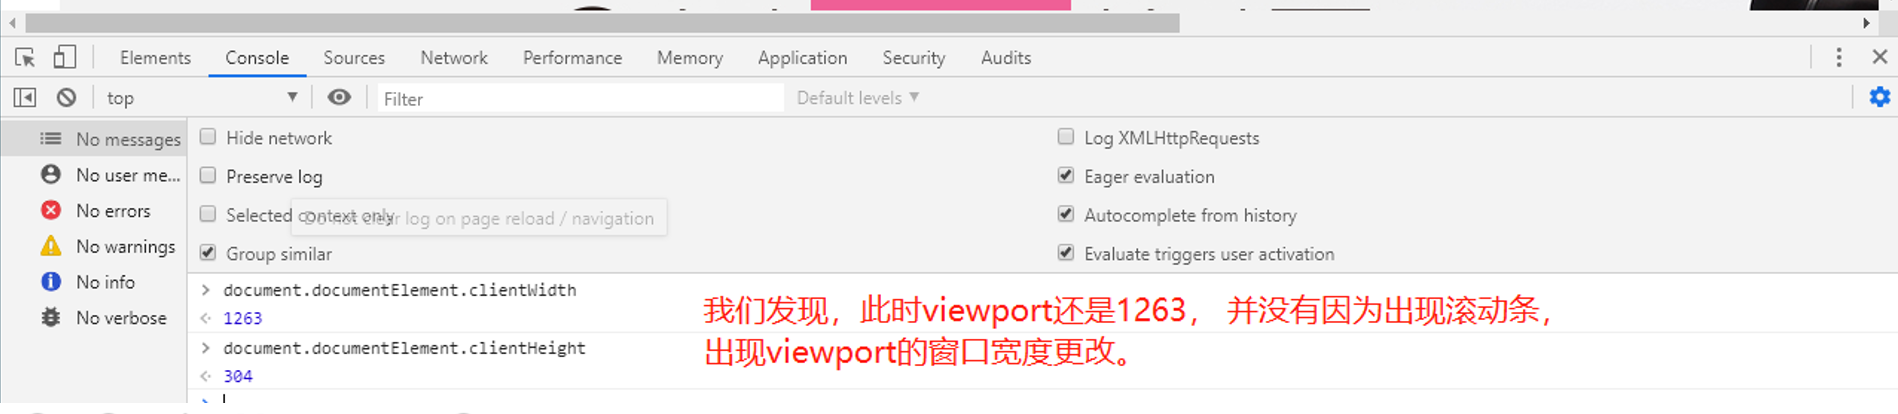 Elements Console Sources Network Performance Memory Application Security Audits
top Filter Default levels
No messages
No user me...
No errors
No warnings
No info
No verbose
Hide network
Log XMLHttpRequests
Preserve log
Eager evaluation
Selected context only
Do not clear log on page reload / navigation
Autocomplete from history
Group similar
Evaluate triggers user activation
document.documentElement.clientWidth
1263
document.documentElement.clientHeight
304
我们发现，此时viewport还是1263， 并没有因为出现滚动条，
出现viewport的窗口宽度更改。